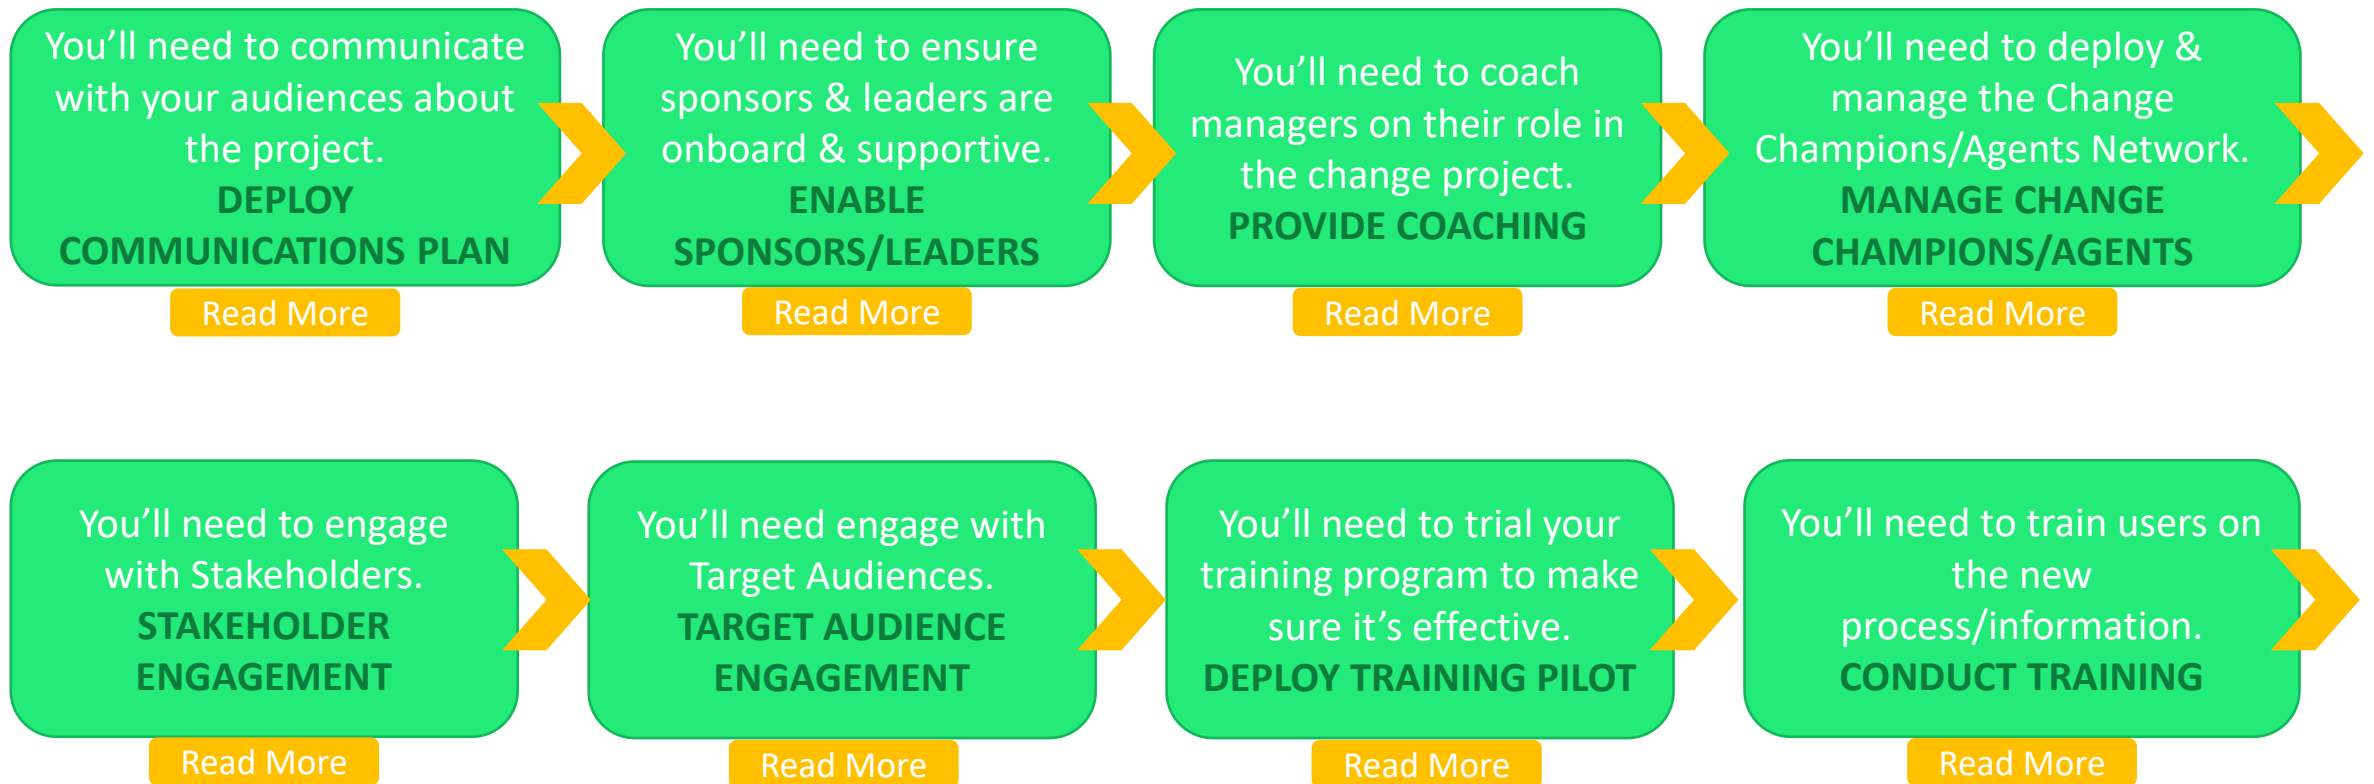 You’ll need to communicate
with your audiences about
the project.
DEPLOY
COMMUNICATIONS PLAN
Read More
You’ll need to ensure
sponsors & leaders are
onboard & supportive.
ENABLE
SPONSORS/LEADERS
Read More
You’ll need to coach
managers on their role in
the change project.
PROVIDE COACHING
Read More
You’ll need to deploy &
manage the Change
Champions/Agents Network.
MANAGE CHANGE
CHAMPIONS/AGENTS
Read More
You’ll need to engage
with Stakeholders.
STAKEHOLDER
ENGAGEMENT
Read More
You’ll need engage with
Target Audiences.
TARGET AUDIENCE
ENGAGEMENT
Read More
You’ll need to trial your
training program to make
sure it’s effective.
DEPLOY TRAINING PILOT
Read More
You’ll need to train users on
the new
process/information.
CONDUCT TRAINING
Read More